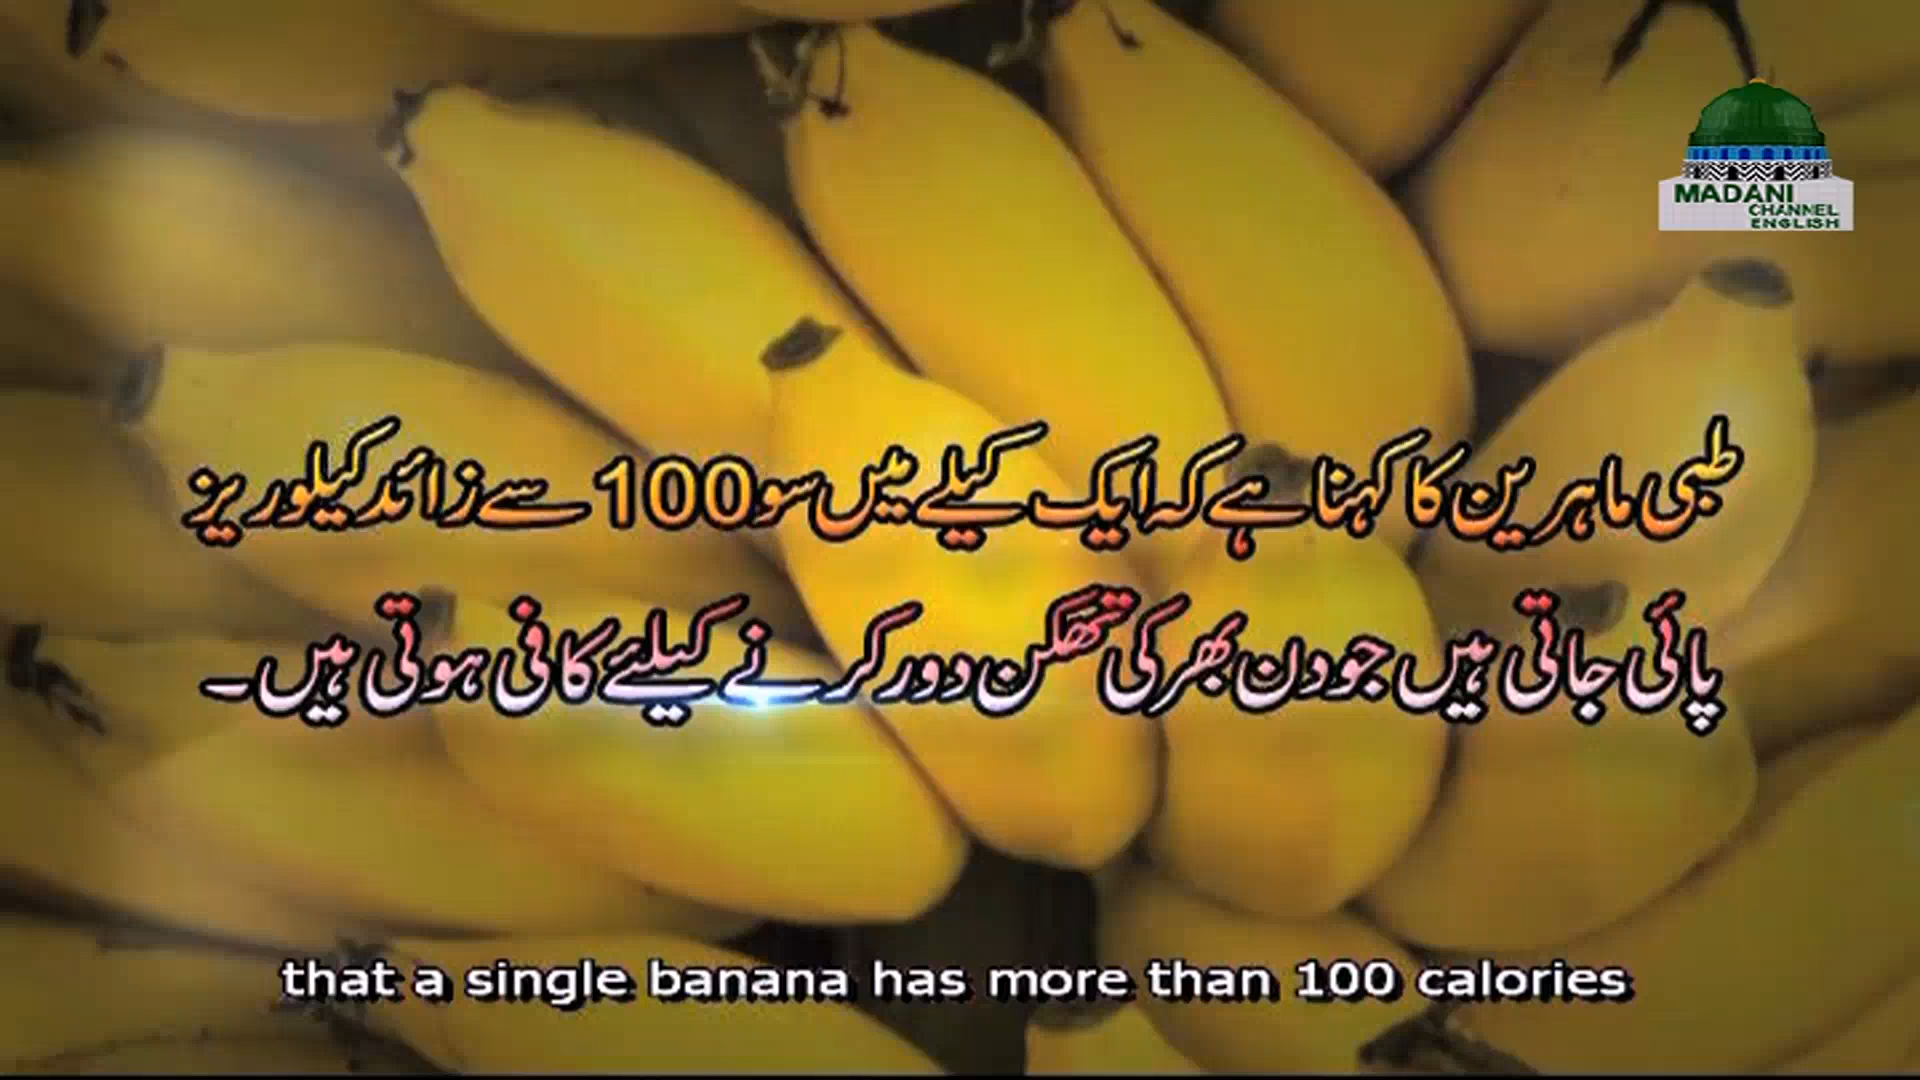 MADANI
CHANNEL
ENGLISH
طبی ماہرین کا کہنا ہے کہ ایک کیلے میں سو 100 سے زائد کیلوریز
پائی جاتی ہیں جو دن بھر کی تھکن دور کرنے کیلئے کافی ہوتی ہیں۔
that a single banana has more than 100 calories